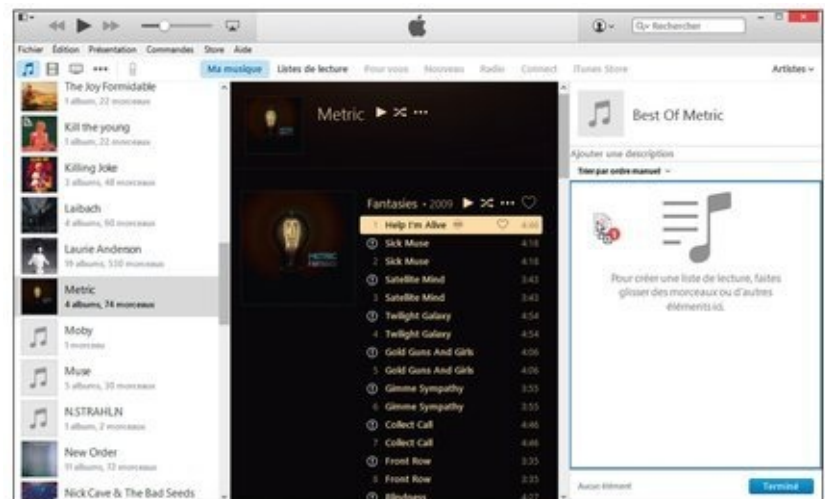 Rechercher
Fichier Édition Présentation Commandes Store Aide
Ma musique Listes de lecture Pour vous Nouveau Radio Connect iTunes Store Artistes
The Joy Formidable
1 album, 22 morceaux
Kill the young
1 album, 22 morceaux
Killing Joke
3 albums, 48 morceaux
Laibach
4 albums, 60 morceaux
Laurie Anderson
19 albums, 530 morceaux
Metric
4 albums, 74 morceaux
Moby
1 morceau
Muse
5 albums, 30 morceaux
N.STRAHLN
1 album, 2 morceaux
New Order
11 albums, 72 morceaux
Nick Cave & The Bad Seeds
Metric
METRIC
FANTASIES
Fantasies • 2009
1 Help I'm Alive 4:46
Sick Muse 4:18
2 Sick Muse 4:18
Satellite Mind 3:43
3 Satellite Mind 3:43
Twilight Galaxy 4:54
4 Twilight Galaxy 4:54
Gold Guns And Girls 4:06
5 Gold Guns And Girls 4:06
Gimme Sympathy 3:55
6 Gimme Sympathy 3:55
Collect Call 4:46
7 Collect Call 4:46
Front Row 3:35
8 Front Row 3:35
Blindness 4:27
Best Of Metric
Ajouter une description
Trier par ordre manuel
1
Pour créer une liste de lecture, faites
glisser des morceaux ou d'autres
éléments ici.
Aucun élément
Terminé